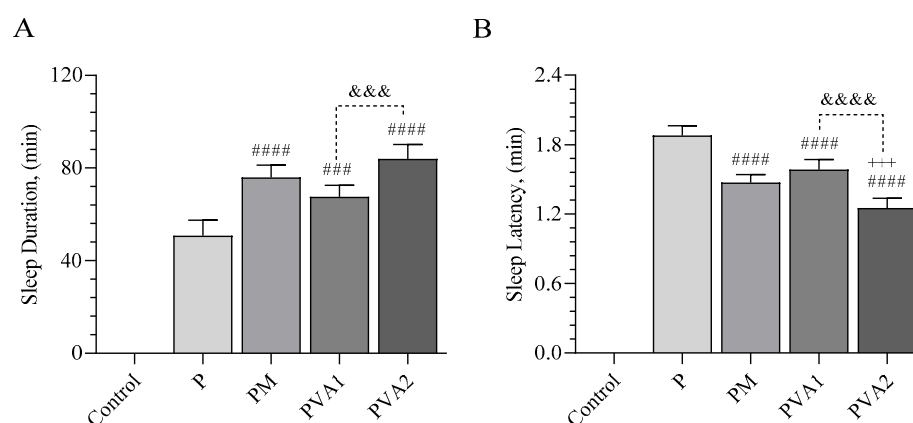 A
Sleep Duration, (min)
120
80
40
0
####
###
&&&
####
Control
P
PM
PVA1
PVA2
B
Sleep Latency, (min)
2.4
1.8
1.2
0.6
0.0
####
####
&&&&
+++
####
Control
P
PM
PVA1
PVA2